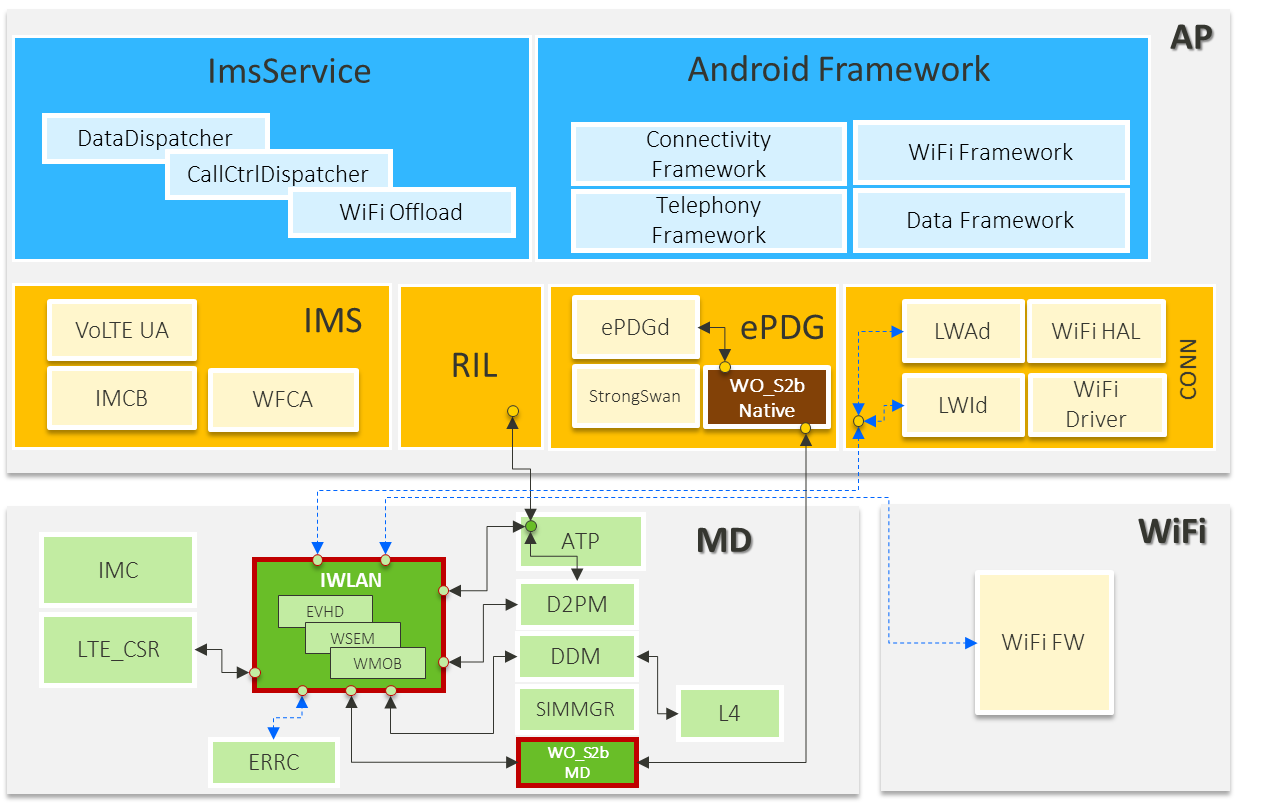 AP
ImsService
DataDispatcher
CallCtrlDispatcher
WiFi Offload
Android Framework
Connectivity
Framework
WiFi Framework
Telephony
Framework
Data Framework
IMS
VoLTE UA
IMCB
WFCA
RIL
ePDG
ePDGd
StrongSwan
WO_S2b
Native
CONN
LWAd
WiFi HAL
LWId
WiFi
Driver
MD
IMC
LTE_CSR
IWLAN
EVHD
WSEM
WMOB
ERRC
ATP
D2PM
DDM
SIMMGR
WO_S2b
MD
L4
WiFi
WiFi FW